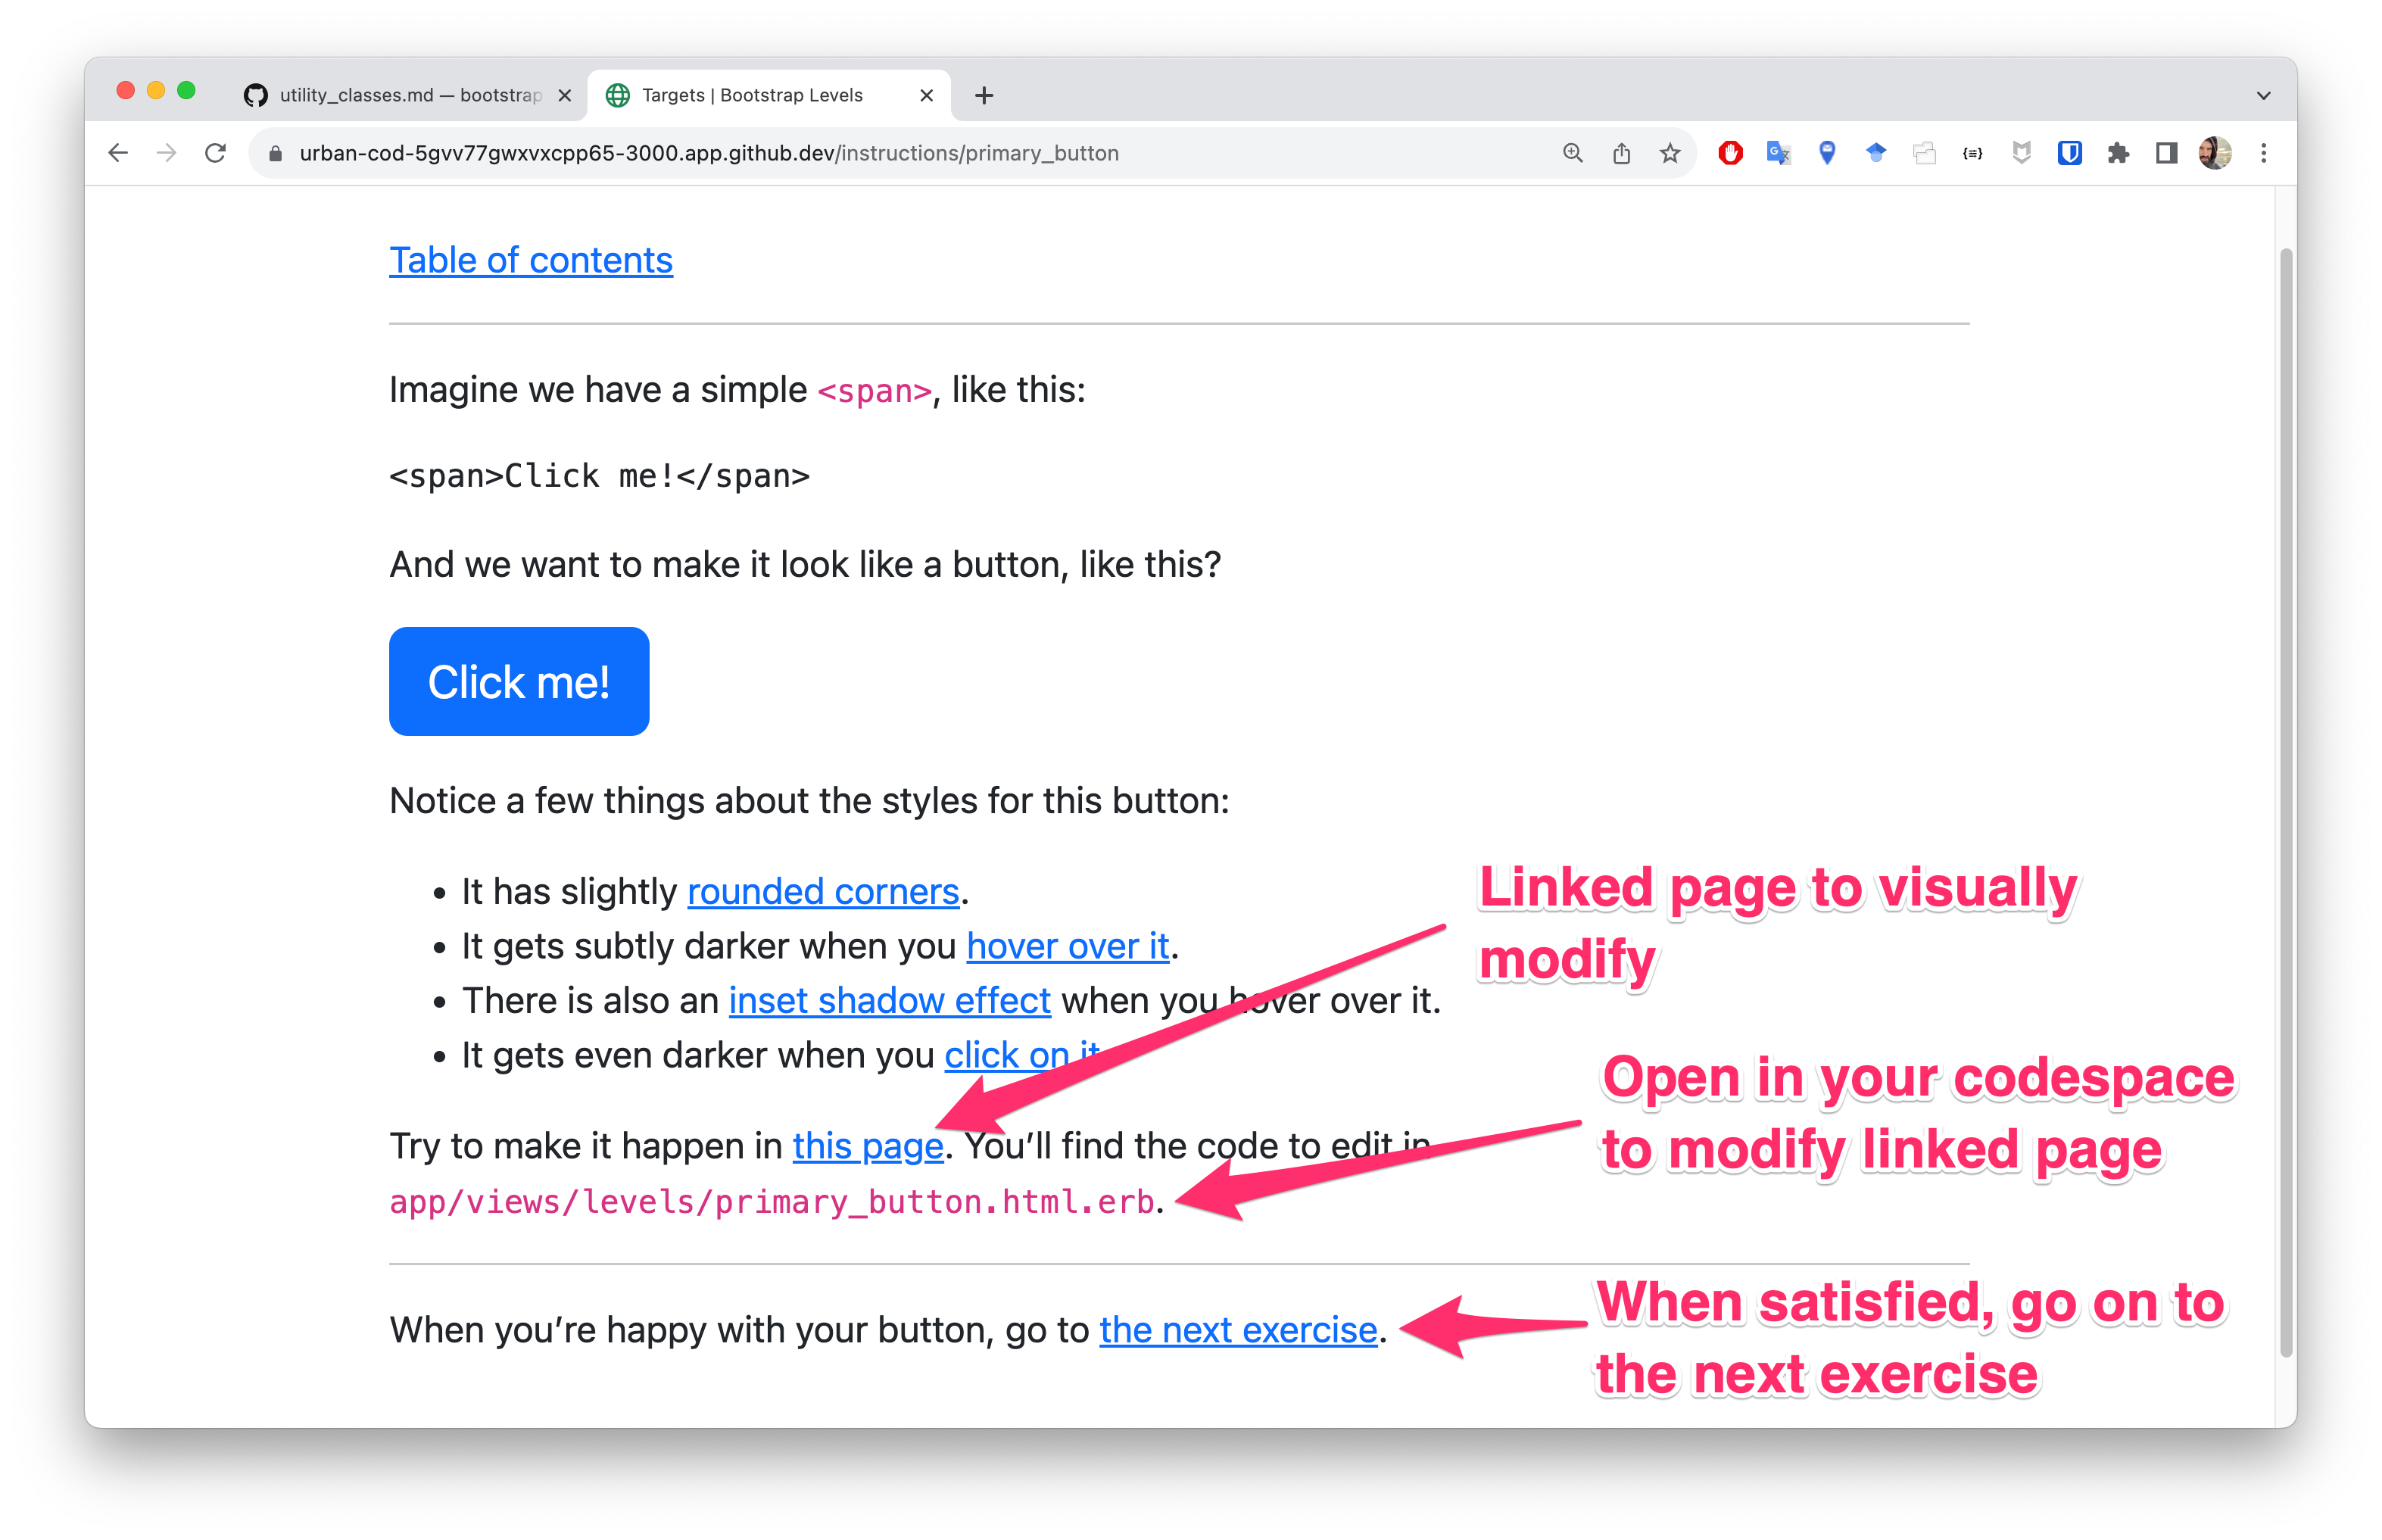 utility_classes.md — bootstrap
Targets | Bootstrap Levels
urban-cod-5gvv77gwxvxcpp65-3000.app.github.dev/instructions/primary_button
Table of contents
Imagine we have a simple <span>, like this:
<span>Click me!</span>
And we want to make it look like a button, like this?
Click me!
Notice a few things about the styles for this button:
• It has slightly rounded corners.
• It gets subtly darker when you hover over it.
• There is also an inset shadow effect when you hover over it.
• It gets even darker when you click on it
Linked page to visually
modify
Try to make it happen in this page. You’ll find the code to edit in
app/views/levels/primary_button.html.erb.
Open in your codespace
to modify linked page
When you’re happy with your button, go to the next exercise.
When satisfied, go on to
the next exercise